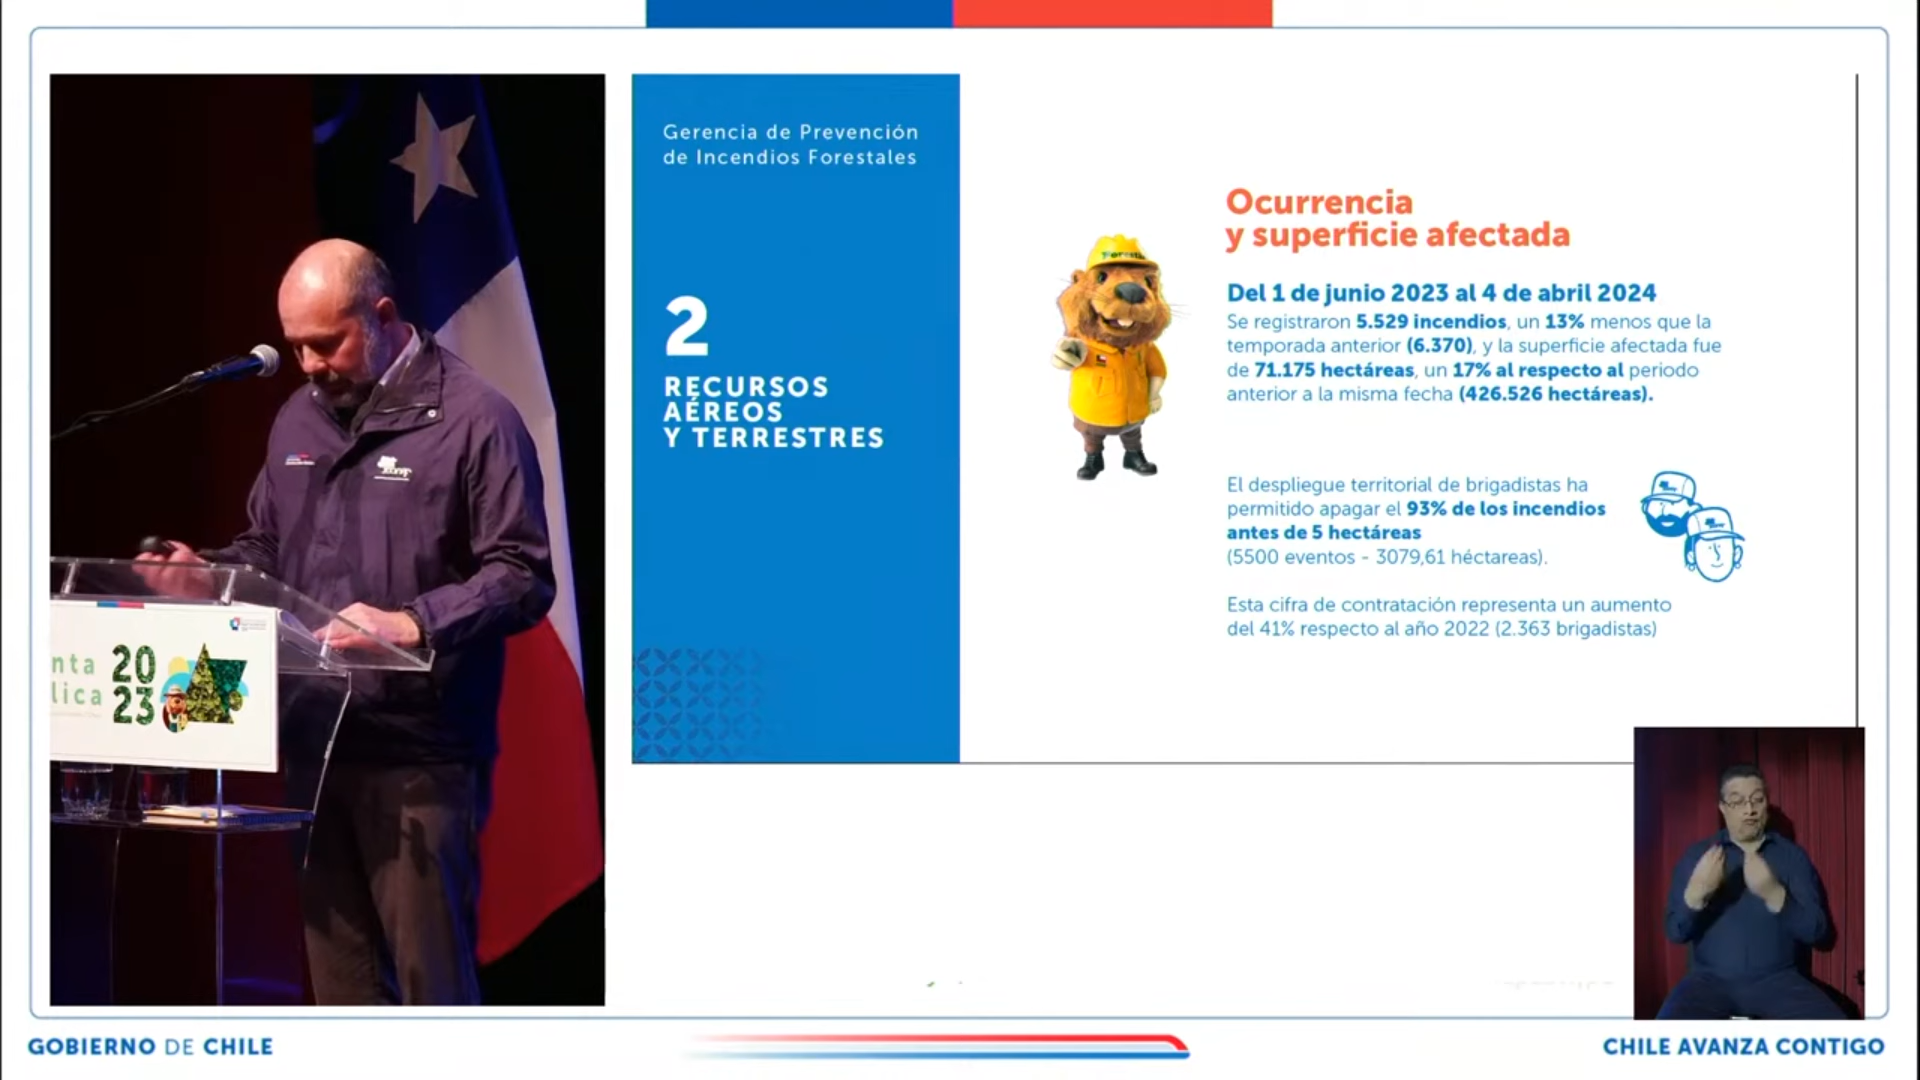 Gerencia de Prevención
de Incendios Forestales
2
RECURSOS
AÉREOS
Y TERRESTRES
Ocurrencia
y superficie afectada
Del 1 de junio 2023 al 4 de abril 2024
Se registraron 5.529 incendios, un 13% menos que la
temporada anterior (6.370), y la superficie afectada fue
de 71.175 hectáreas, un 17% al respecto al periodo
anterior a la misma fecha (426.526 hectáreas).
El despliegue territorial de brigadistas ha
permitido apagar el 93% de los incendios
antes de 5 hectáreas
(5500 eventos - 3079,61 héctareas).
Esta cifra de contratación representa un aumento
del 41% respecto al año 2022 (2.363 brigadistas)
nta
lica
20
23
GOBIERNO DE CHILE
CHILE AVANZA CONTIGO